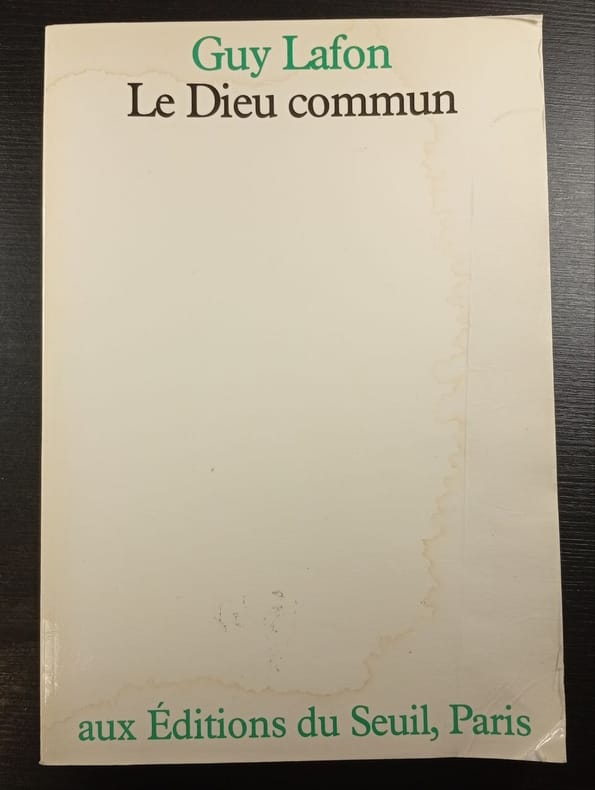 Guy Lafon
Le Dieu commun
aux Éditions du Seuil, Paris